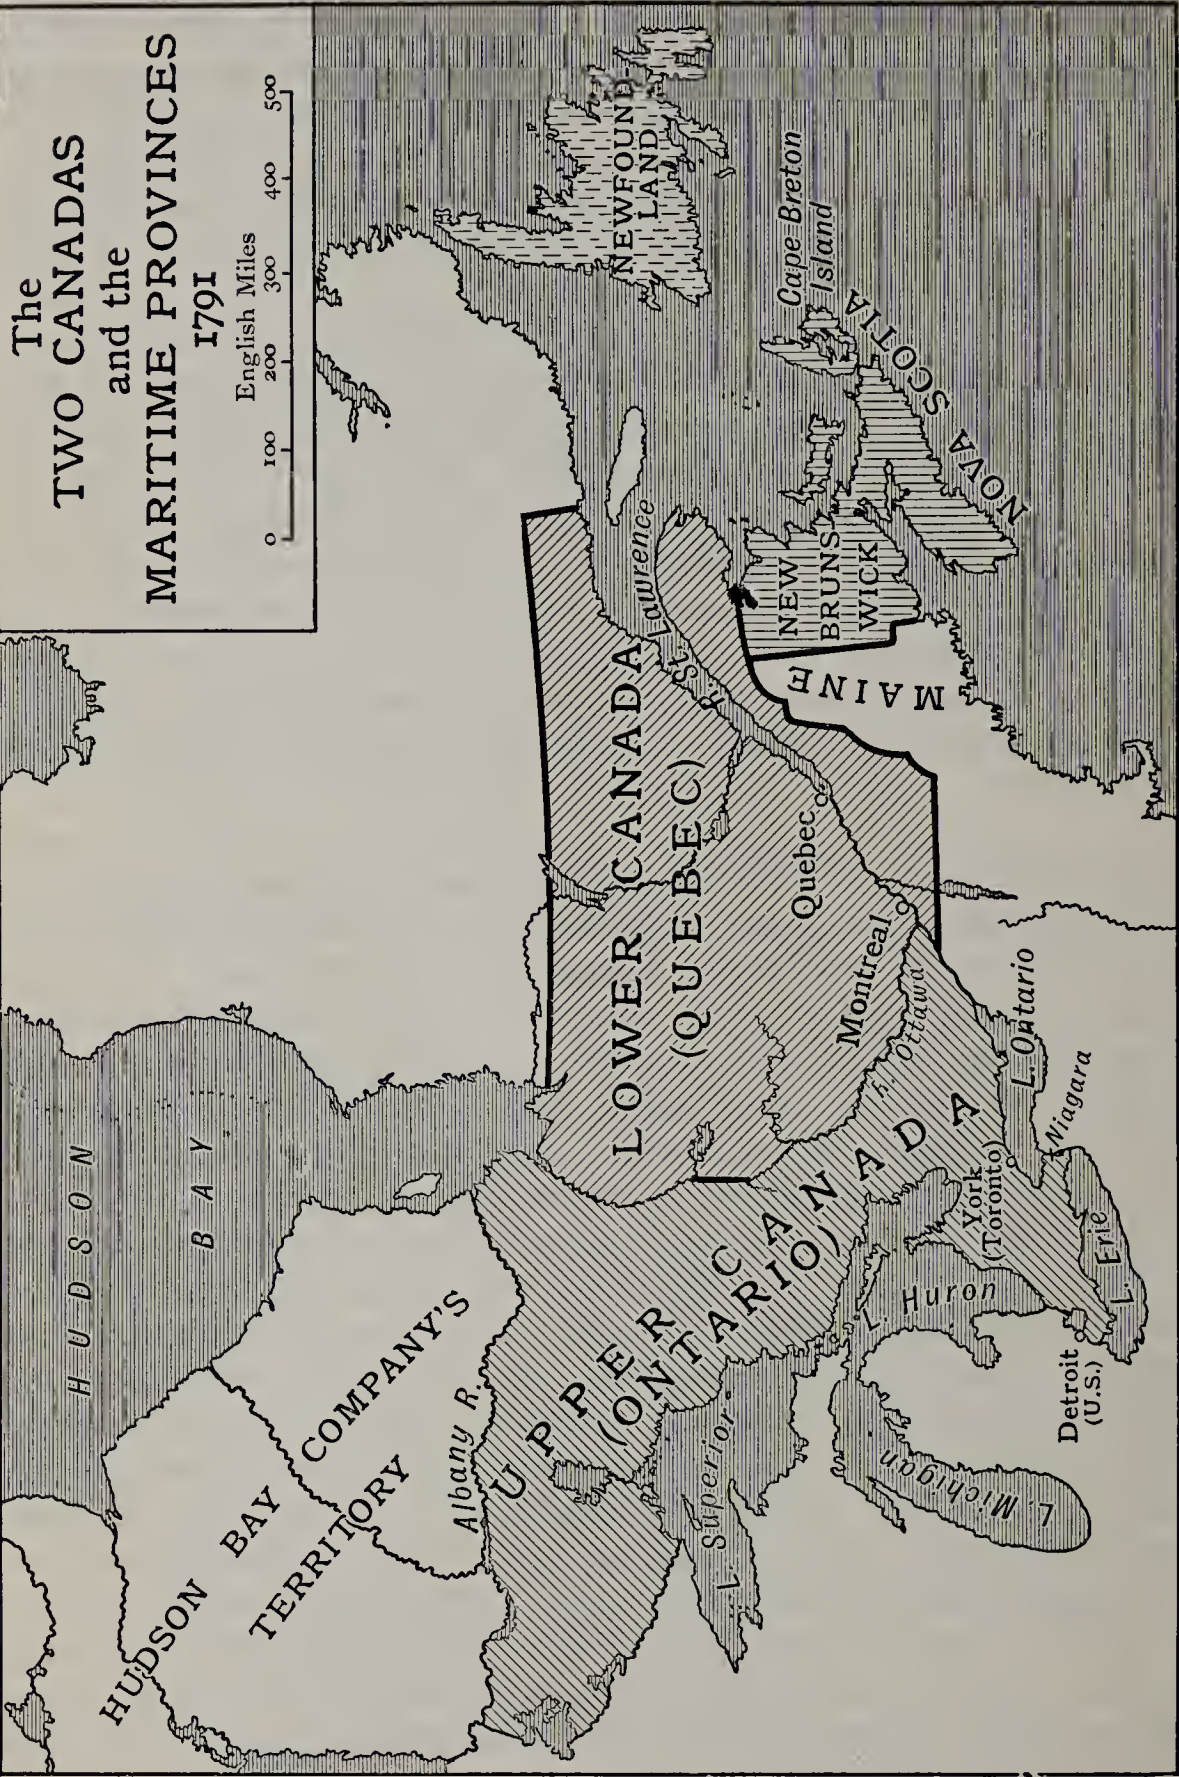 The
TWO CANADAS
and the
MARITIME PROVINCES
1791
English Miles
0 100 200 300 400 500
HUDSON
BAY
HUDSON BAY COMPANY'S
TERRITORY
Albany R.
UPPER CANADA
(ONTARIO)
LOWER CANADA
(QUEBEC)
R. St. Lawrence
NEWFOUND-
LAND
Cape Breton
Island
NOVA SCOTIA
NEW
BRUNS
WICK
MAINE
Quebec
Montreal
R. Ottawa
L. Ontario
Niagara
York
(Toronto)
L. Erie
L. Huron
Detroit
(U.S.)
L. Michigan
L. Superior